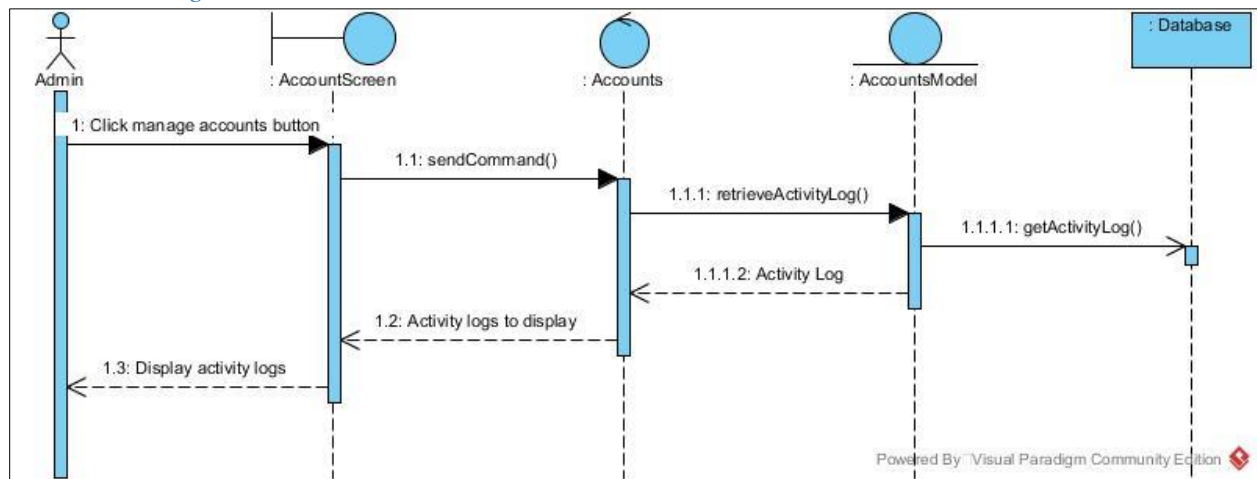 Admin
: AccountScreen
: Accounts
: AccountsModel
: Database
1: Click manage accounts button
1.1: sendCommand()
1.1.1: retrieveActivityLog()
1.1.1.1: getActivityLog()
1.1.1.2: Activity Log
1.2: Activity logs to display
1.3: Display activity logs
Powered By Visual Paradigm Community Edition